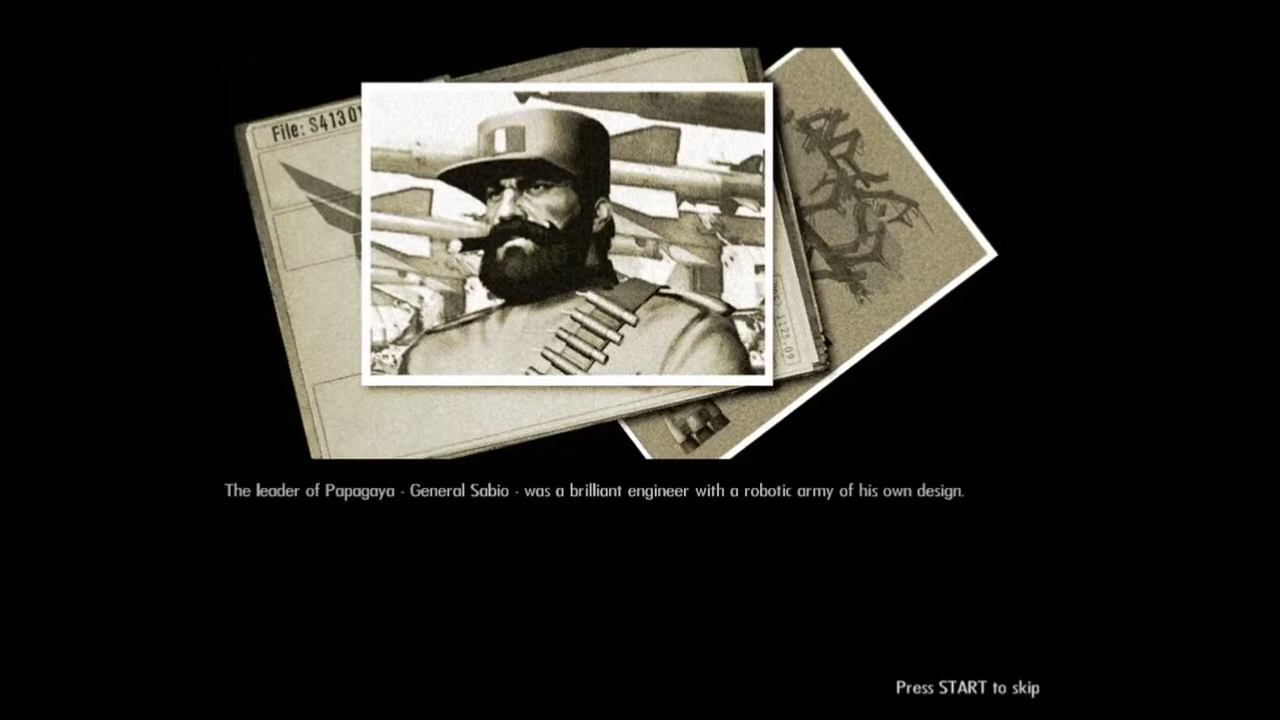 File: S4130
The leader of Papagaya - General Sabio - was a brilliant engineer with a robotic army of his own design.
Press START to skip